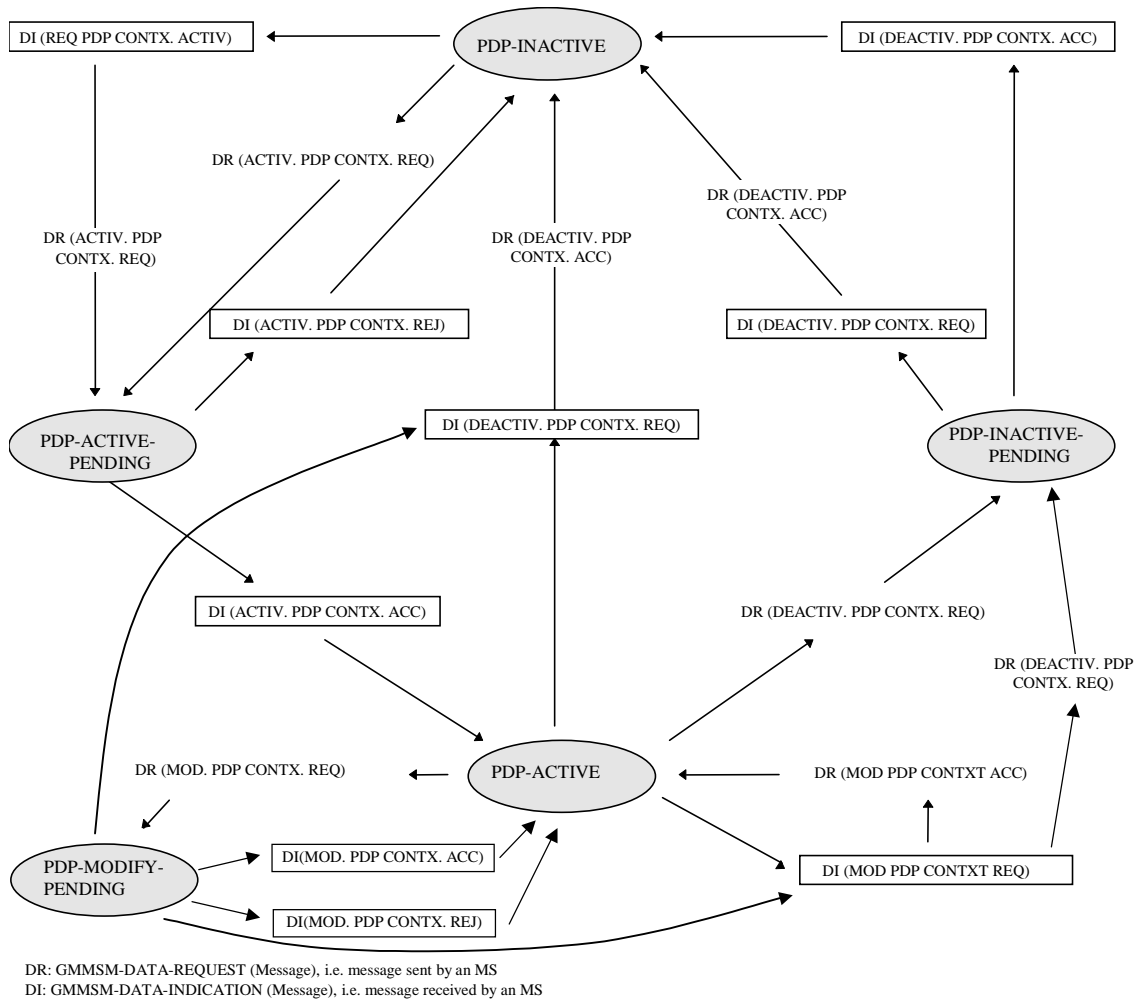 DI (REQ PDP CONTX. ACTIV)
PDP-INACTIVE
DI (DEACTIV. PDP CONTX. ACC)
DR (ACTIV. PDP CONTX. REQ)
DR (DEACTIV. PDP
CONTX. ACC)
DR (ACTIV. PDP
CONTX. REQ)
DR (DEACTIV. PDP
CONTX. ACC)
DI (ACTIV. PDP CONTX. REJ)
DI (DEACTIV. PDP CONTX. REQ)
PDP-ACTIVE-
PENDING
DI (DEACTIV. PDP CONTX. REQ)
PDP-INACTIVE-
PENDING
DI (ACTIV. PDP CONTX. ACC)
DR (DEACTIV. PDP CONTX. REQ)
DR (DEACTIV. PDP
CONTX. REQ)
DR (MOD. PDP CONTX. REQ)
PDP-ACTIVE
DR (MOD PDP CONTXT ACC)
PDP-MODIFY-
PENDING
DI(MOD. PDP CONTX. ACC)
DI (MOD PDP CONTXT REQ)
DI(MOD. PDP CONTX. REJ)
DR: GMMSM-DATA-REQUEST (Message), i.e. message sent by an MS
DI: GMMSM-DATA-INDICATION (Message), i.e. message received by an MS